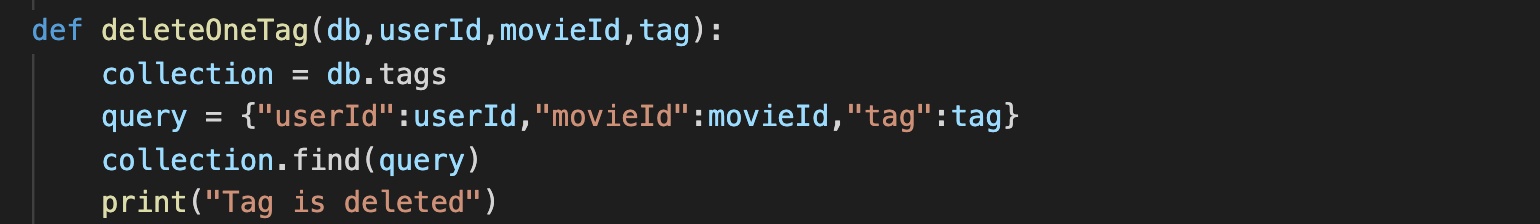 def deleteOneTag(db,userId,movieId,tag):
    collection = db.tags
    query = {"userId":userId,"movieId":movieId,"tag":tag}
    collection.find(query)
    print("Tag is deleted")